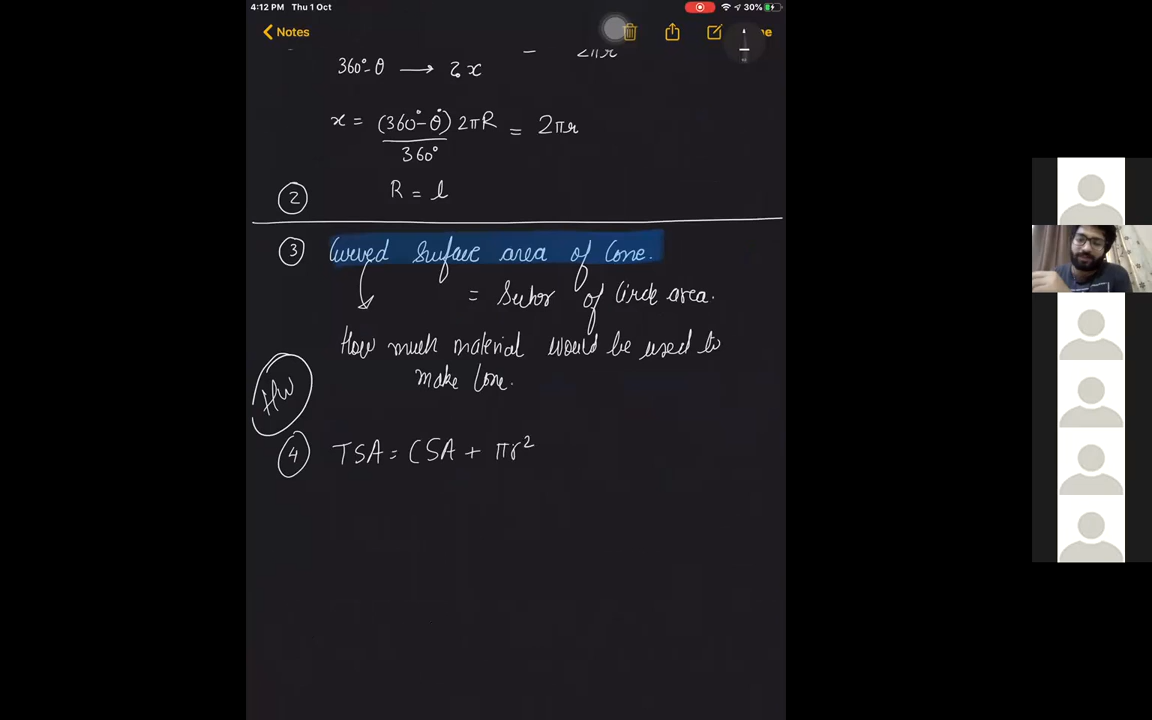 4:12 PM Thu 1 Oct
30%
Notes
2πr
360°-θ → x
x = (360°-θ) 2πR = 2πr
360°
② R = l
③ Curved Surface area of Cone.
= Sector of Circle area.
How much material would be used to
make Cone.
HW
④ TSA = CSA + πr²